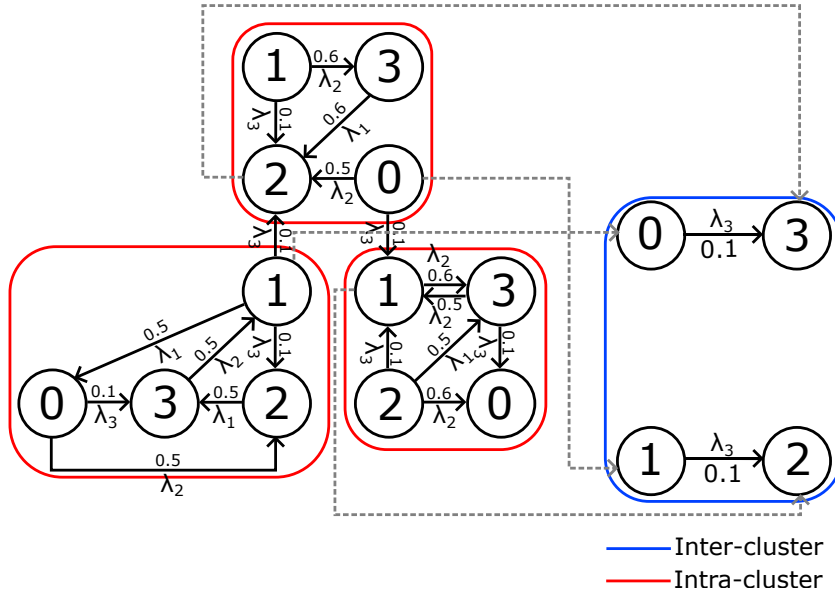 1 0.6 λ2 3
λ3 0.1 0.6 λ1
2 0.5 λ2 0
λ3 0.1 λ3 0.1
0 λ3 0.1 3
1 0.5 λ1 0.5 λ2 λ3 0.1
0 0.1 λ3 3 0.5 λ1 2
0.5 λ2
1 λ2 0.6 0.5 λ2 3
λ3 0.1 0.5 λ1 λ3 0.1
2 0.6 λ2 0
1 λ3 0.1 2
Inter-cluster
Intra-cluster